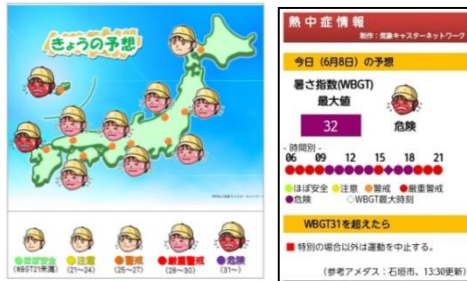 きょうの予想
ほぼ安全
(WBGT21未満)
注意
(21~24)
警戒
(25~27)
厳重警戒
(28~30)
危険
(31~)
熱中症情報
制作：気象キャスターネットワーク
今日（6月8日）の予想
暑さ指数(WBGT)
最大値
32
危険
- 時間別 -
06 09 12 15 18 21
●ほぼ安全 ●注意 ●警戒 ●厳重警戒
●危険 ◇WBGT最大時刻
WBGT31を超えたら
■ 特別の場合以外は運動を中止する。
（参考アメダス：石垣市、13:30更新）